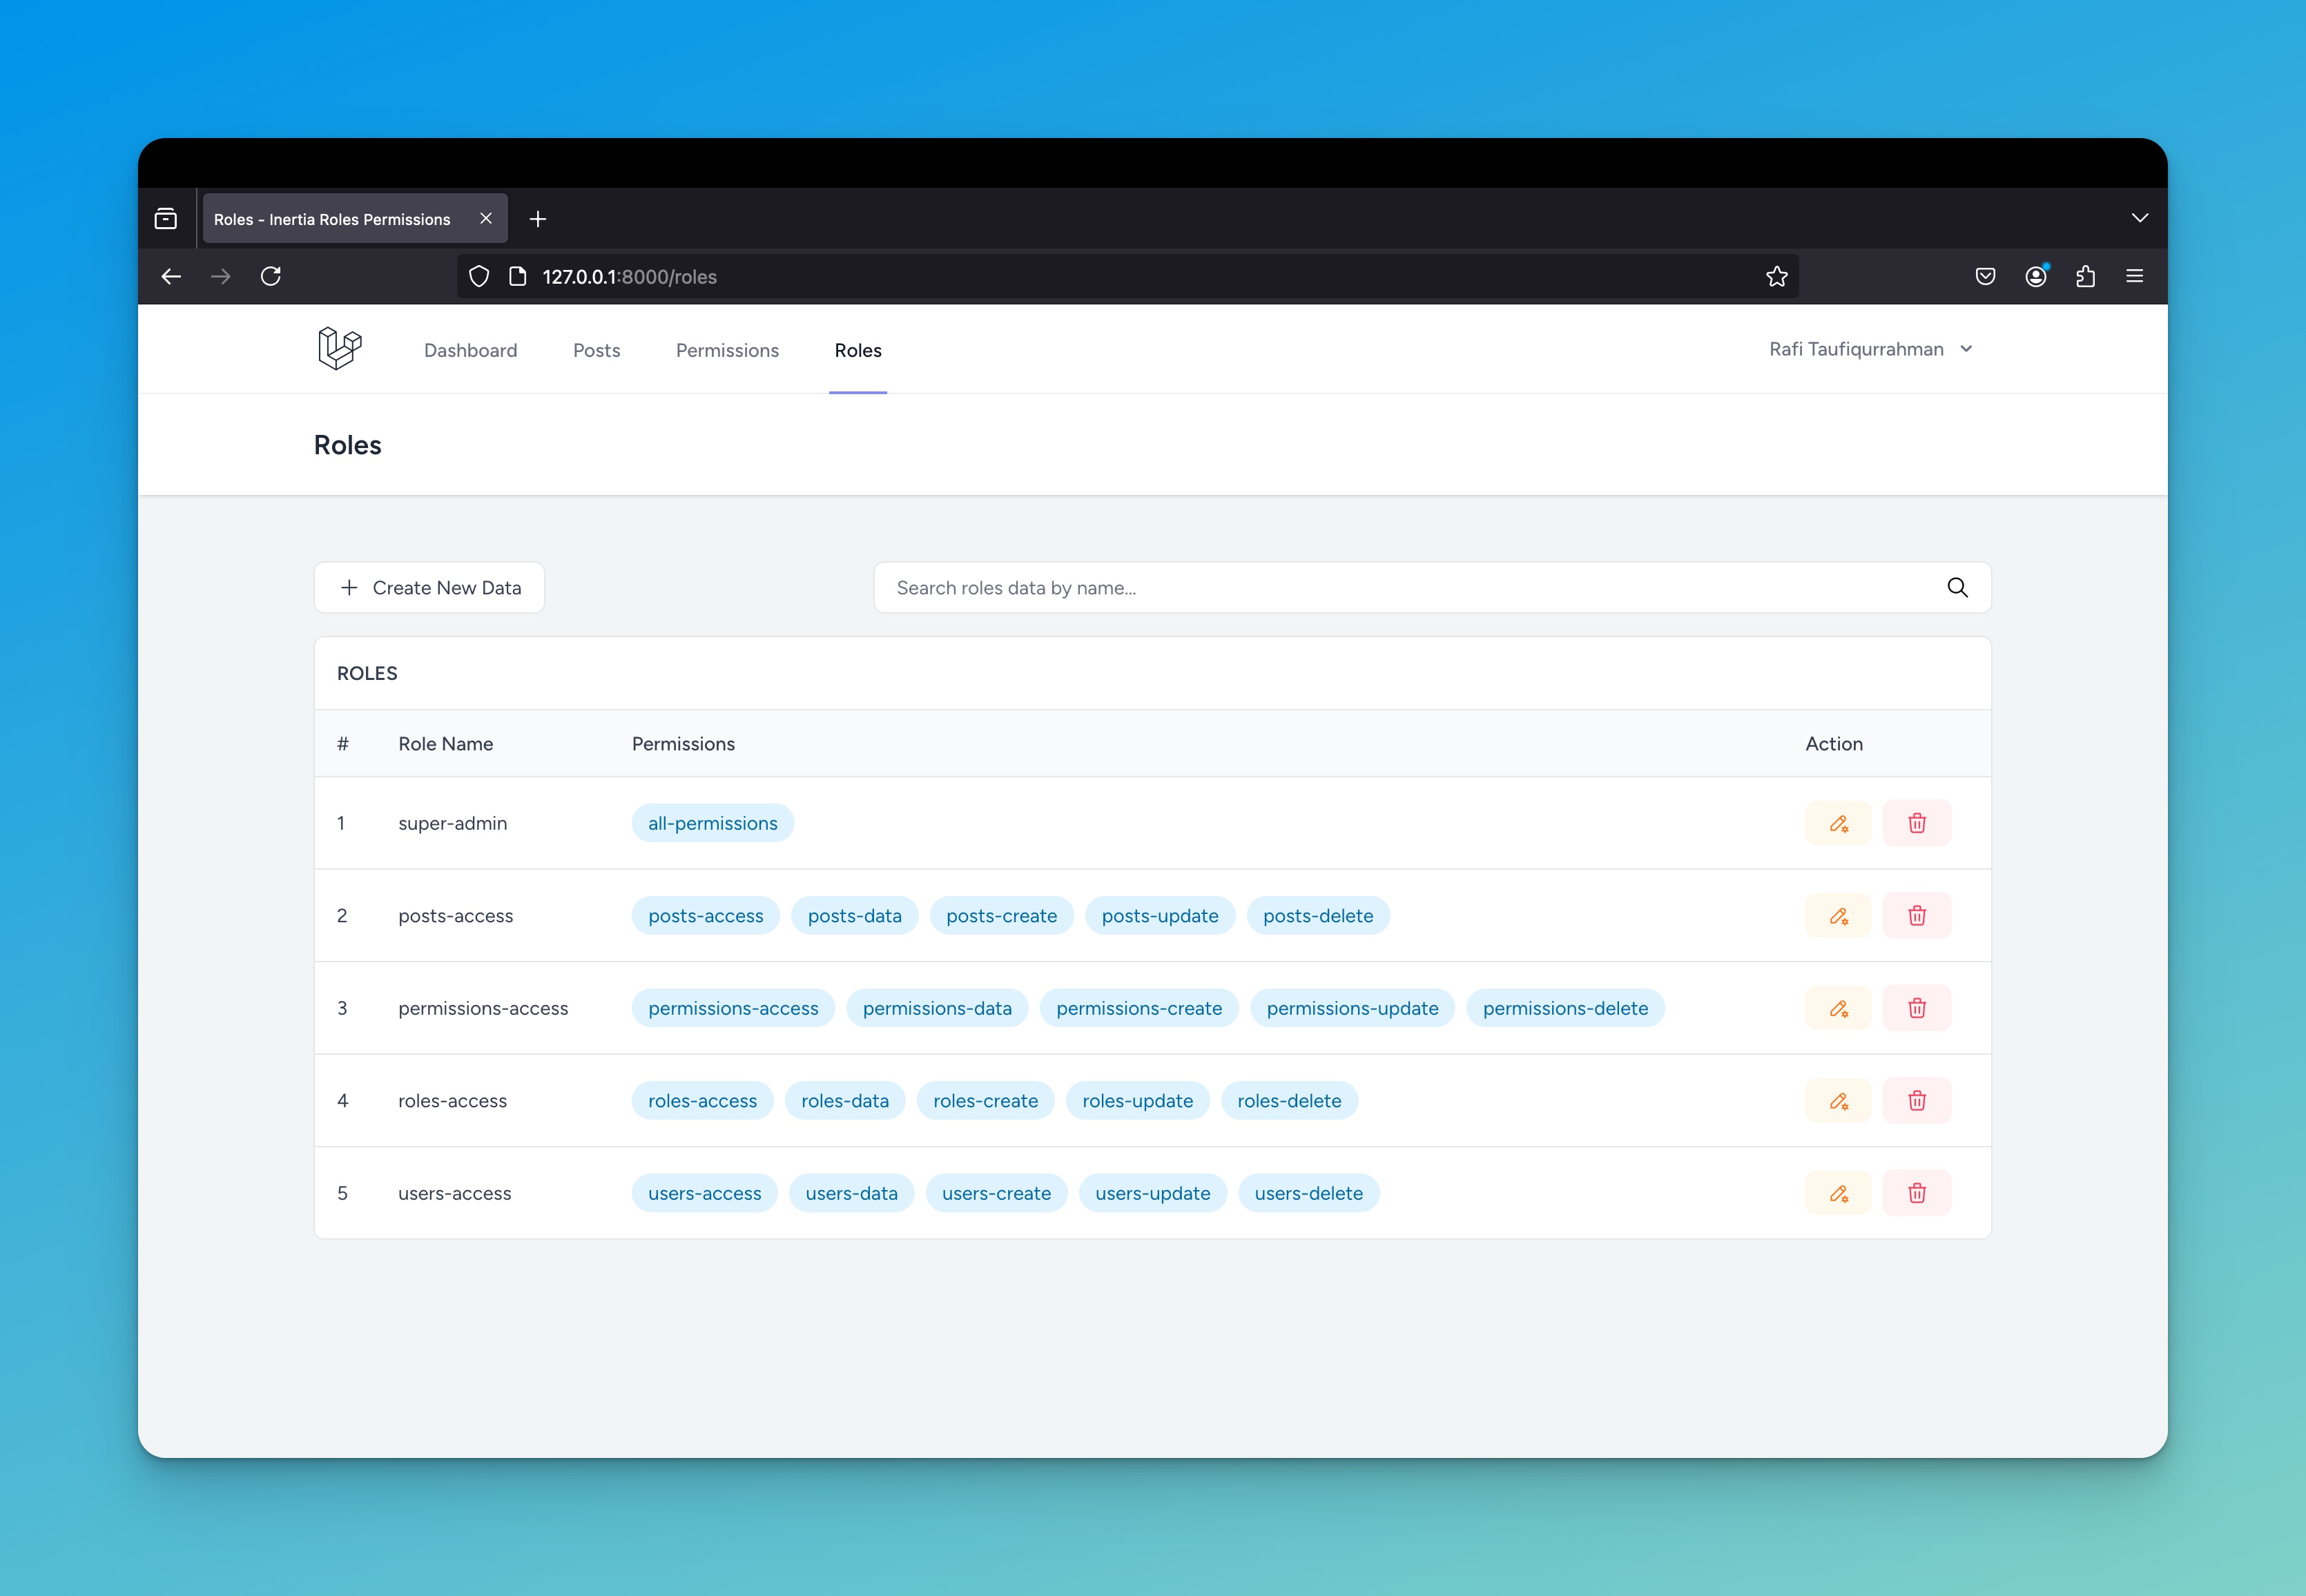 Roles - Inertia Roles Permissions
127.0.0.1:8000/roles
Dashboard Posts Permissions Roles Rafi Taufiqurrahman
Roles
Create New Data Search roles data by name...
ROLES
# Role Name Permissions Action
1 super-admin all-permissions
2 posts-access posts-access posts-data posts-create posts-update posts-delete
3 permissions-access permissions-access permissions-data permissions-create permissions-update permissions-delete
4 roles-access roles-access roles-data roles-create roles-update roles-delete
5 users-access users-access users-data users-create users-update users-delete